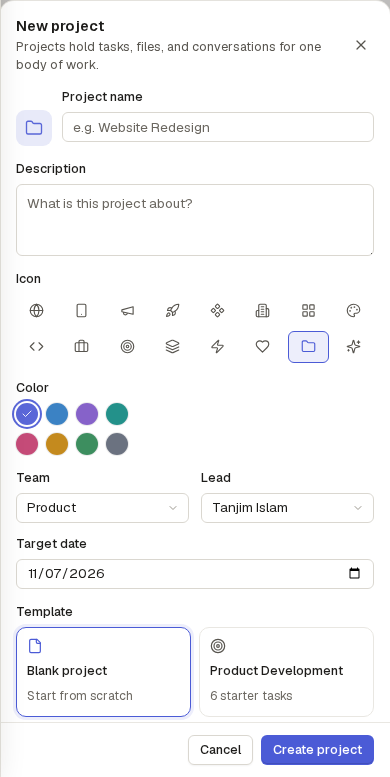 New project
Projects hold tasks, files, and conversations for one
body of work.
Project name
e.g. Website Redesign
Description
What is this project about?
Icon
Color
Team
Lead
Product
Tanjim Islam
Target date
11/07/2026
Template
Blank project
Start from scratch
Product Development
6 starter tasks
Cancel
Create project